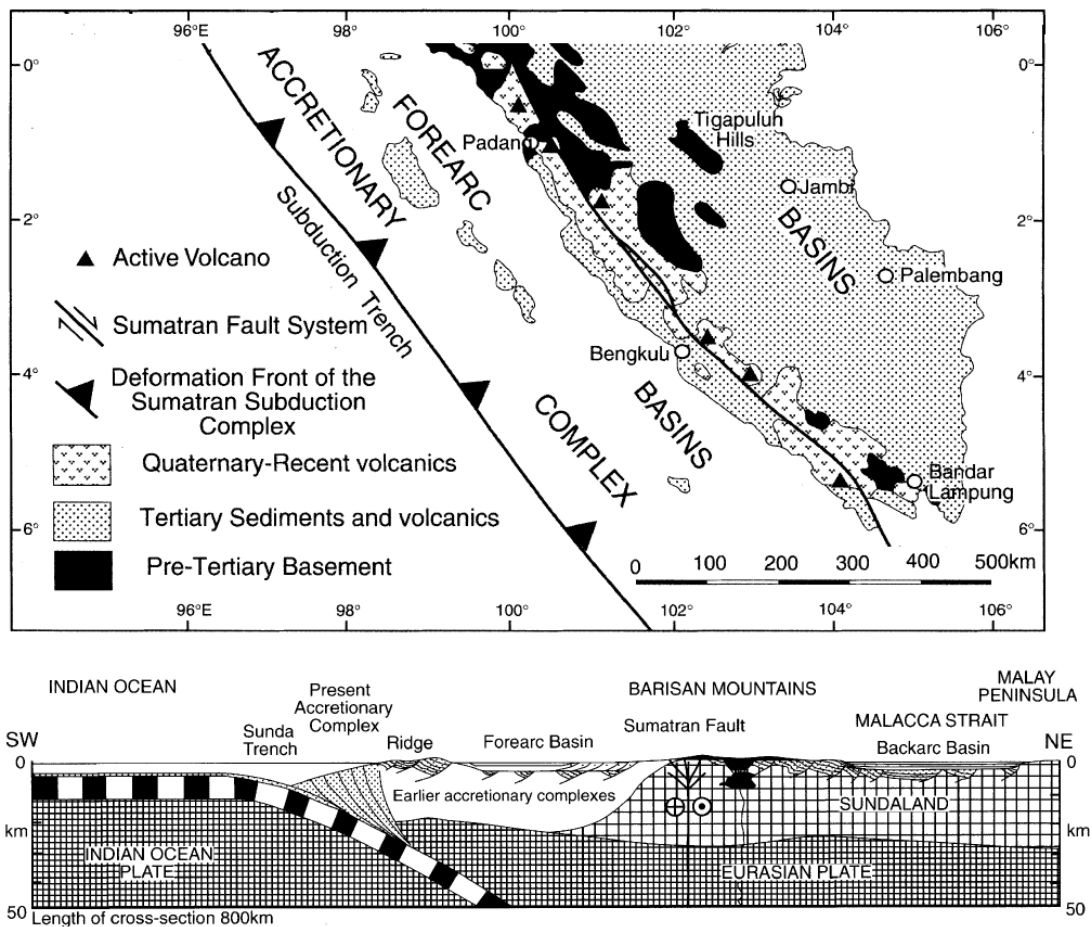 96°E 98° 100° 102° 104° 106°
0° 0°
ACCRETIONARY
FOREARC
Padang
Tigapuluh
Hills
Jambi
BASINS
Subduction Trench
2° 2°
Active Volcano
Palembang
Sumatran Fault System
Bengkulu
4° 4°
Deformation Front of the
Sumatran Subduction
Complex
COMPLEX
BASINS
Quaternary-Recent volcanics
Bandar
Lampung
Tertiary Sediments and volcanics
6° 6°
Pre-Tertiary Basement
0 100 200 300 400 500km
96°E 98° 100° 102° 104° 106°
INDIAN OCEAN
Present
Accretionary
Complex
BARISAN MOUNTAINS
MALAY
PENINSULA
SW
Sunda
Trench
Ridge
Forearc Basin
Sumatran Fault
MALACCA STRAIT
Backarc Basin
NE
0 0
Earlier accretionary complexes
SUNDALAND
km km
INDIAN OCEAN
PLATE
EURASIAN PLATE
50 50
Length of cross-section 800km